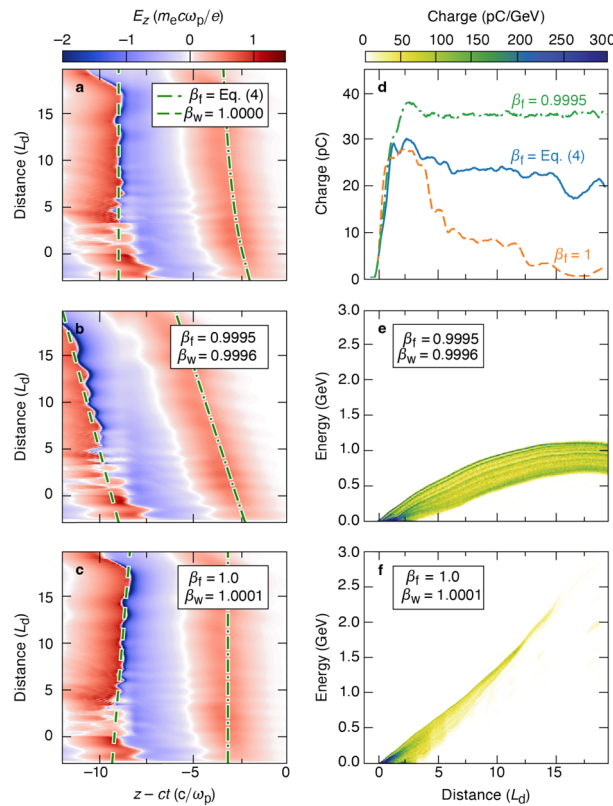 E_z (m_e cω_p/e)
−2 −1 0 1
a
β_f = Eq. (4)
β_w = 1.0000
Distance (L_d)
15
10
5
0
b
β_f = 0.9995
β_w = 0.9996
Distance (L_d)
15
10
5
0
c
β_f = 1.0
β_w = 1.0001
Distance (L_d)
15
10
5
0
−10 −5 0
z − ct (c/ω_p)
Charge (pC/GeV)
0 50 100 150 200 250 300
d
β_f = 0.9995
β_f = Eq. (4)
β_f = 1
Charge (pC)
40
30
20
10
0
e
β_f = 0.9995
β_w = 0.9996
Energy (GeV)
3.0
2.5
2.0
1.5
1.0
0.5
0.0
f
β_f = 1.0
β_w = 1.0001
Energy (GeV)
3.0
2.5
2.0
1.5
1.0
0.5
0.0
0 5 10 15
Distance (L_d)